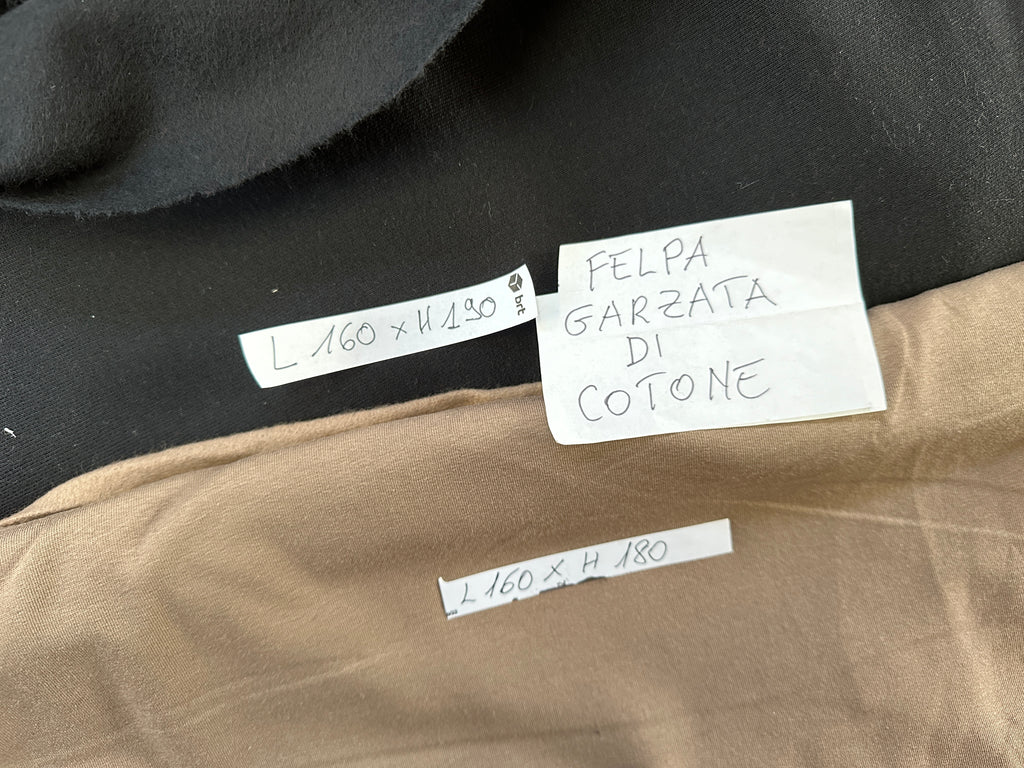 FELPA
GARZATA
DI
COTONE
L 160 x H 190
brt
L 160 x H 180